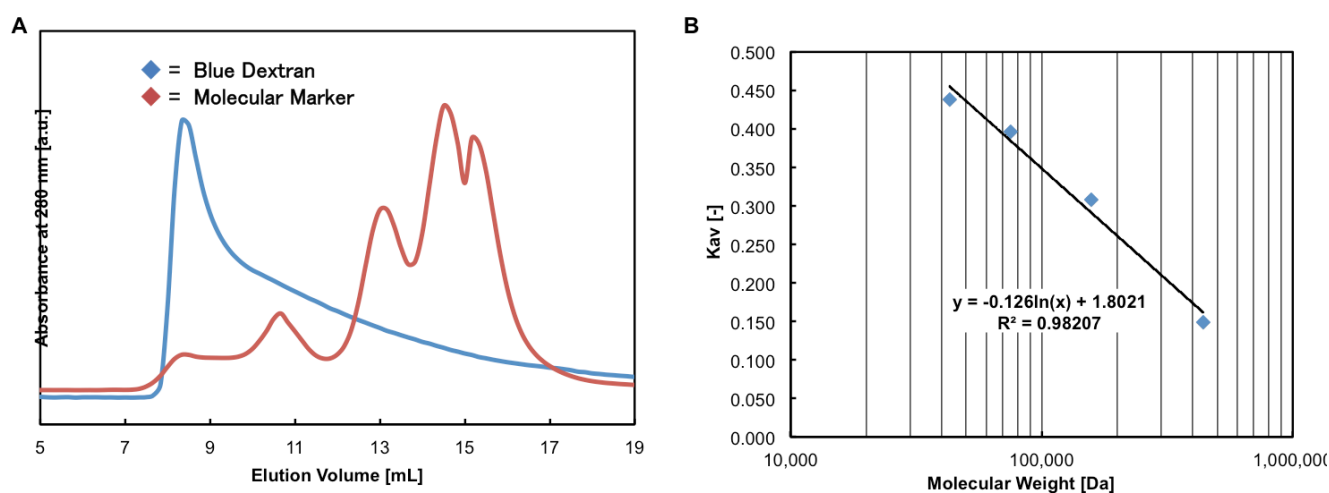 A
= Blue Dextran
= Molecular Marker
Absorbance at 280 nm [a.u.]
5 7 9 11 13 15 17 19
Elution Volume [mL]
B
0.500
0.450
0.400
0.350
0.300
0.250
0.200
0.150
0.100
0.050
0.000
Kav [-]
y = -0.126ln(x) + 1.8021
R² = 0.98207
10,000 100,000 1,000,000
Molecular Weight [Da]